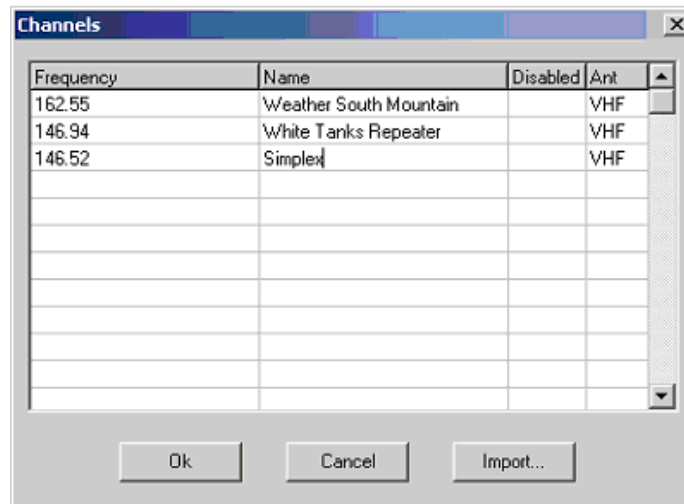 Channels
Frequency Name Disabled Ant
162.55 Weather South Mountain VHF
146.94 White Tanks Repeater VHF
146.52 Simplex VHF
Ok Cancel Import...